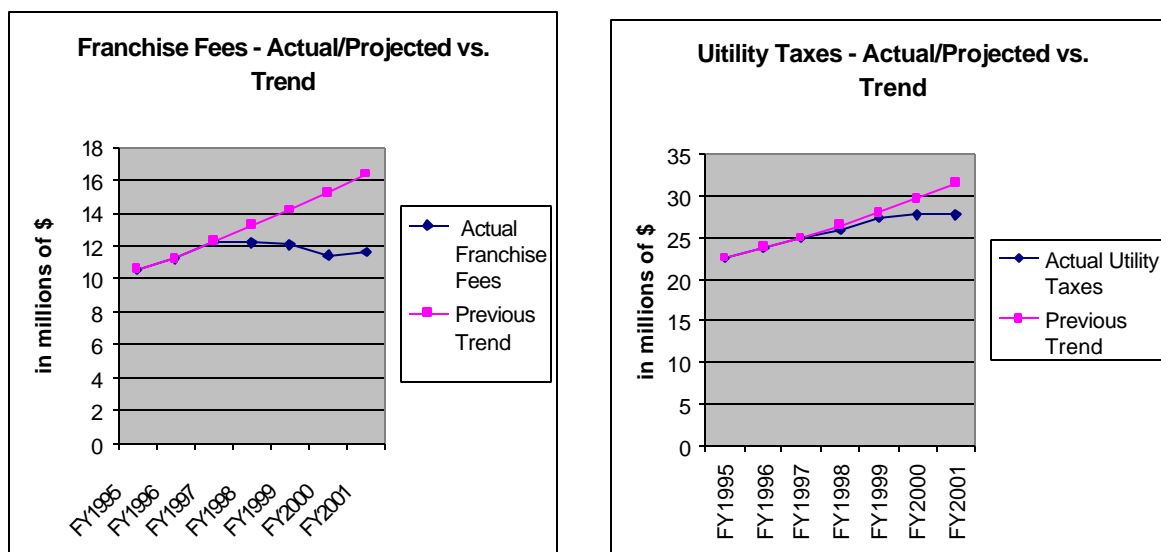 Franchise Fees - Actual/Projected vs.
Trend
18
16
14
12
10
8
6
4
2
0
in millions of $
FY1995
FY1996
FY1997
FY1998
FY1999
FY2000
FY2001
Actual
Franchise
Fees
Previous
Trend
Uitility Taxes - Actual/Projected vs.
Trend
35
30
25
20
15
10
5
0
in millions of $
FY1995
FY1996
FY1997
FY1998
FY1999
FY2000
FY2001
Actual Utility
Taxes
Previous
Trend